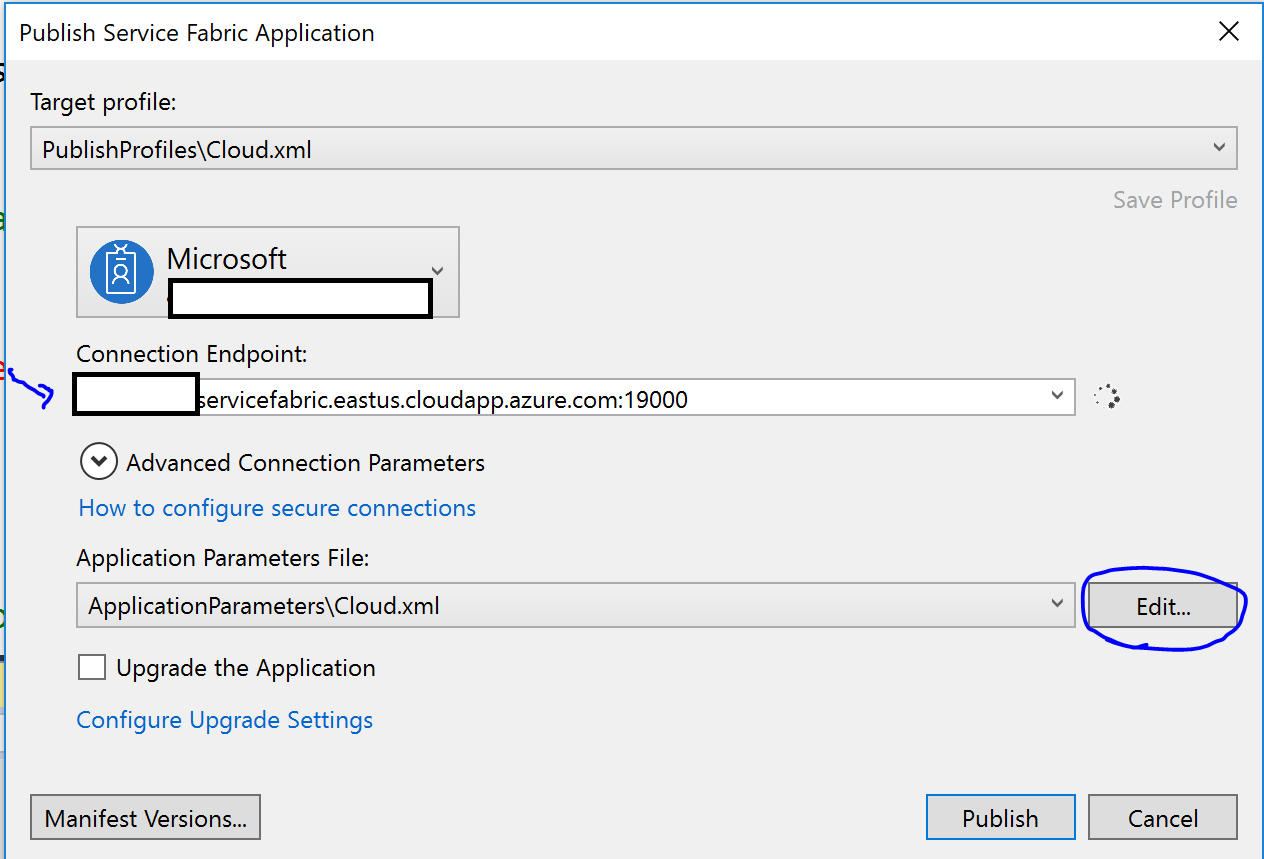 Publish Service Fabric Application
Target profile:
PublishProfiles\Cloud.xml
Save Profile
Microsoft
Connection Endpoint:
servicefabric.eastus.cloudapp.azure.com:19000
Advanced Connection Parameters
How to configure secure connections
Application Parameters File:
ApplicationParameters\Cloud.xml
Edit...
Upgrade the Application
Configure Upgrade Settings
Manifest Versions...
Publish
Cancel